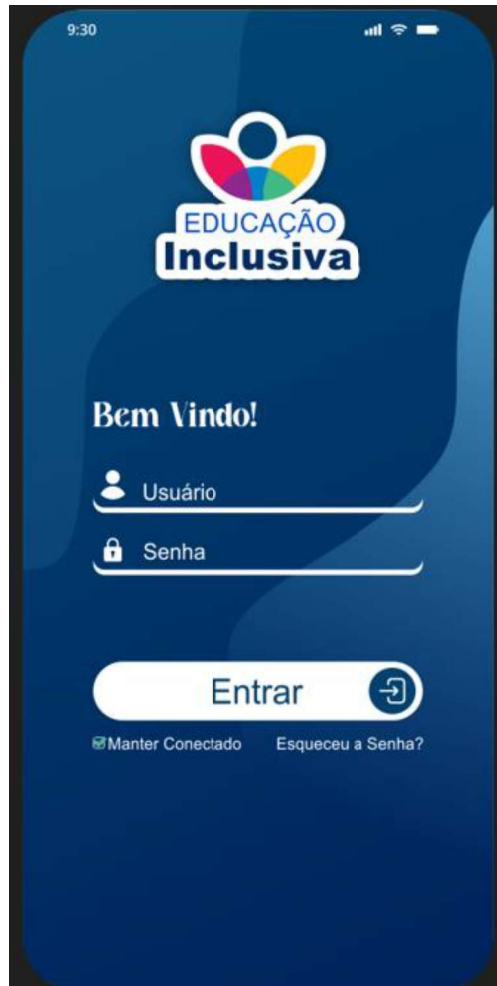 9:30
EDUCAÇÃO
Inclusiva
Bem Vindo!
Usuário
Senha
Entrar
Manter Conectado Esqueceu a Senha?